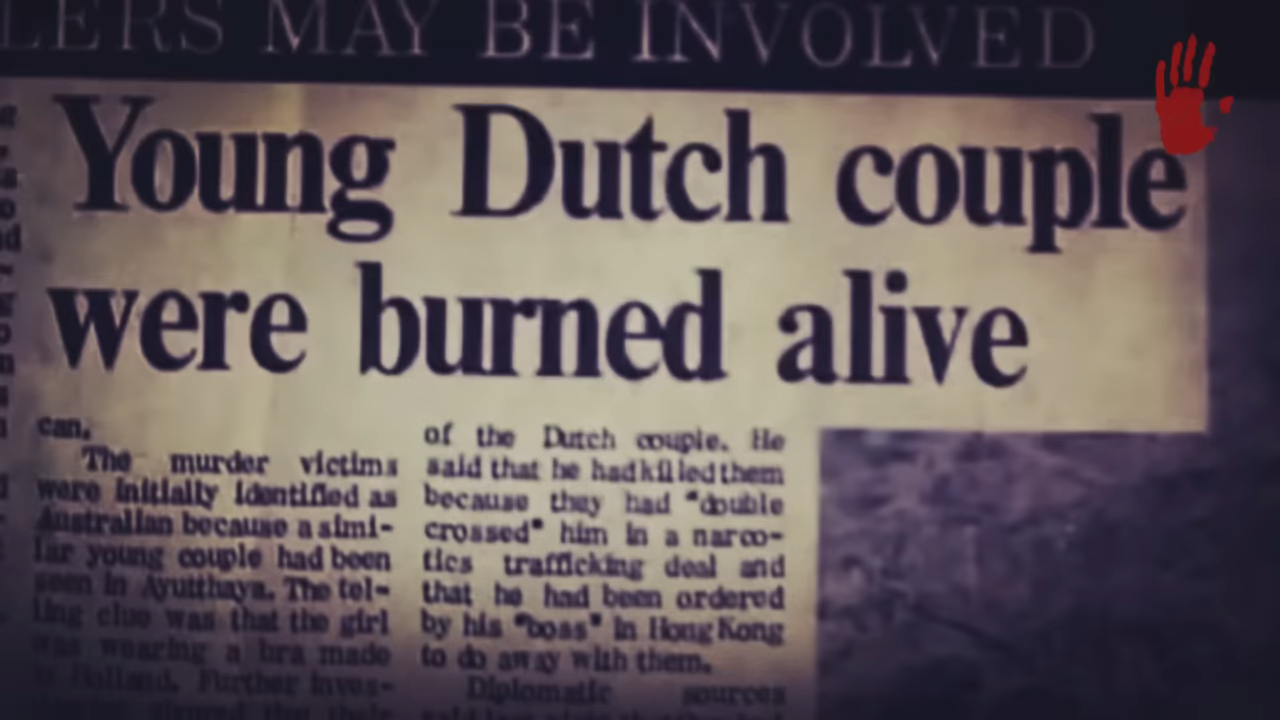 LERS MAY BE INVOLVED
Young Dutch couple
were burned alive
can.
The murder victims
were initially identified as
Australian because a simi-
lar young couple had been
seen in Ayutthaya. The tel-
ling clue was that the girl
was wearing a bra made
in Holland. Further inves-
of the Dutch couple. He
said that he had killed them
because they had "double
crossed" him in a narco-
tics trafficking deal and
that he had been ordered
by his "boss" in Hong Kong
to do away with them.
Diplomatic sources